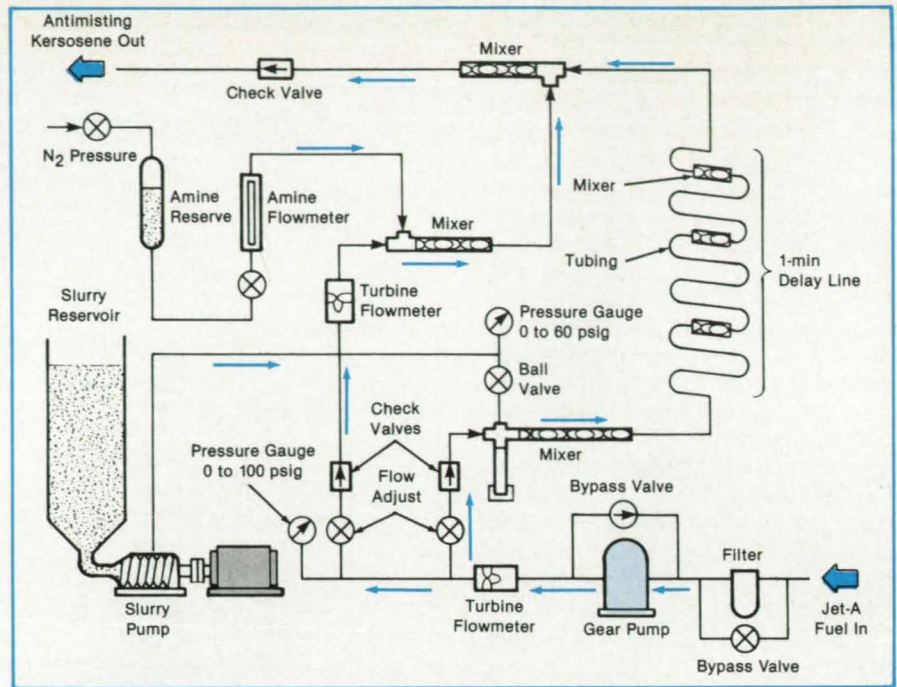 Antimisting
Kersosene Out
Check Valve
Mixer
N2 Pressure
Amine
Reserve
Amine
Flowmeter
Mixer
Mixer
Tubing
1-min
Delay Line
Slurry
Reservoir
Turbine
Flowmeter
Pressure Gauge
0 to 60 psig
Ball
Valve
Check
Valves
Mixer
Pressure Gauge
0 to 100 psig
Flow
Adjust
Bypass Valve
Filter
Slurry
Pump
Turbine
Flowmeter
Gear Pump
Jet-A
Fuel In
Bypass Valve